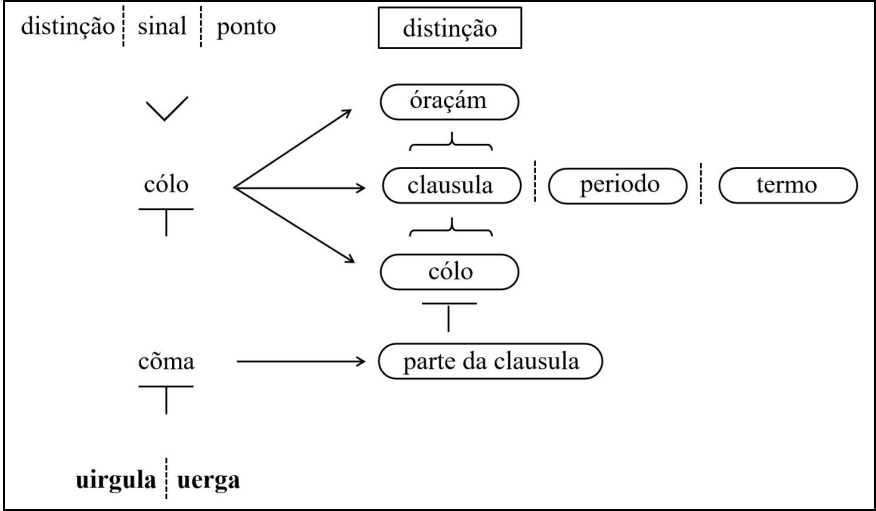 distinção sinal ponto
distinção
óraçám
cólo
clausula periodo termo
cólo
cõma
parte da clausula
uirgula uerga